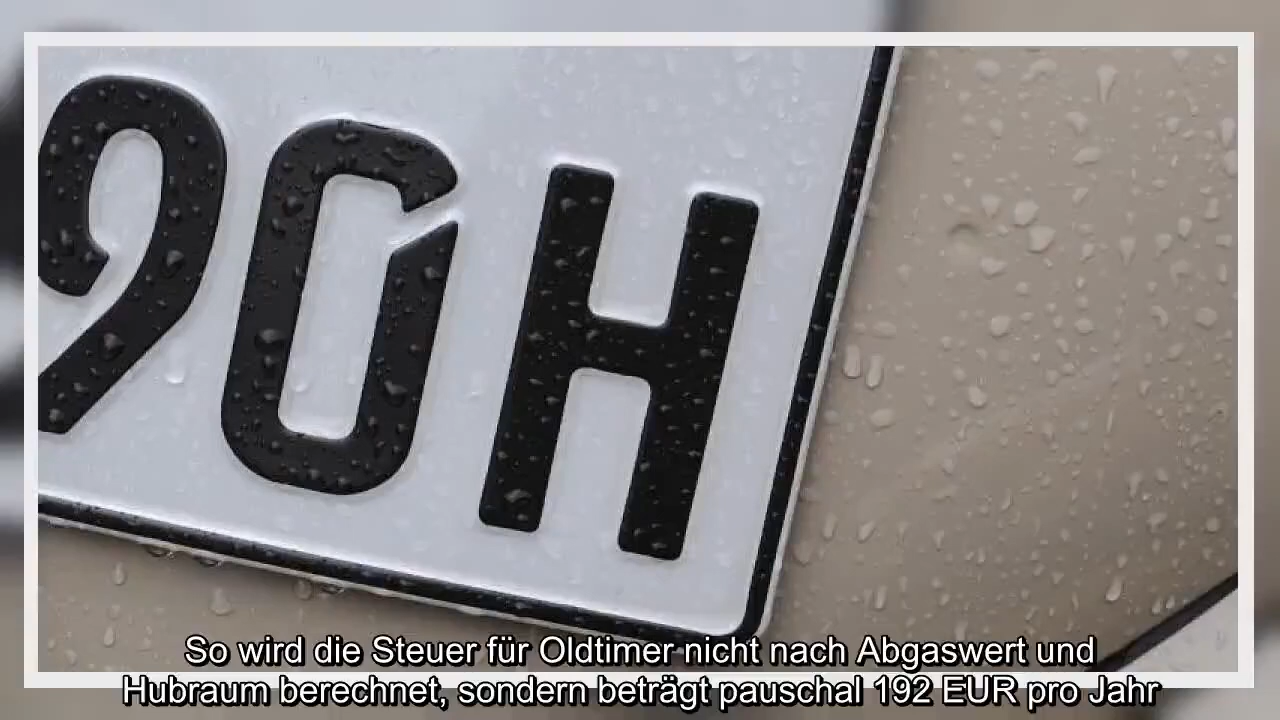 90H
So wird die Steuer für Oldtimer nicht nach Abgaswert und
Hubraum berechnet, sondern beträgt pauschal 192 EUR pro Jahr